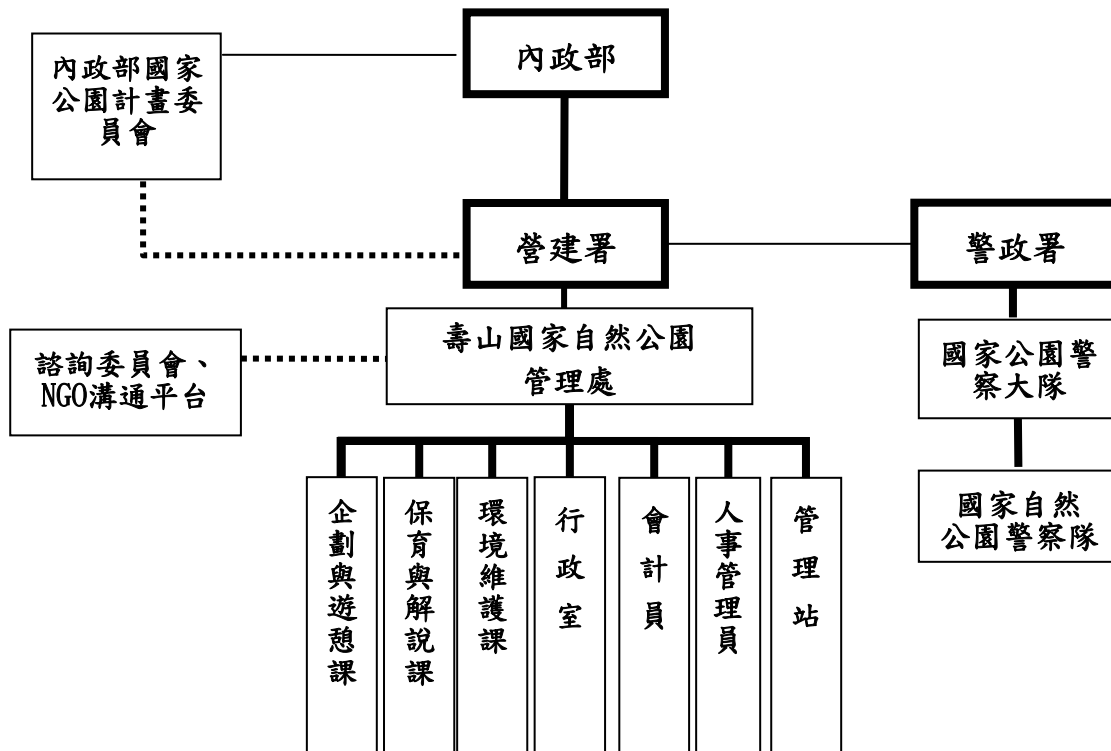 內政部國家
公園計畫委
員會
內政部
營建署
警政署
諮詢委員會、
NGO溝通平台
壽山國家自然公園
管理處
國家公園警
察大隊
國家自然
公園警察隊
企劃與遊憩課
保育與解說課
環境維護課
行政室
會計員
人事管理員
管理站